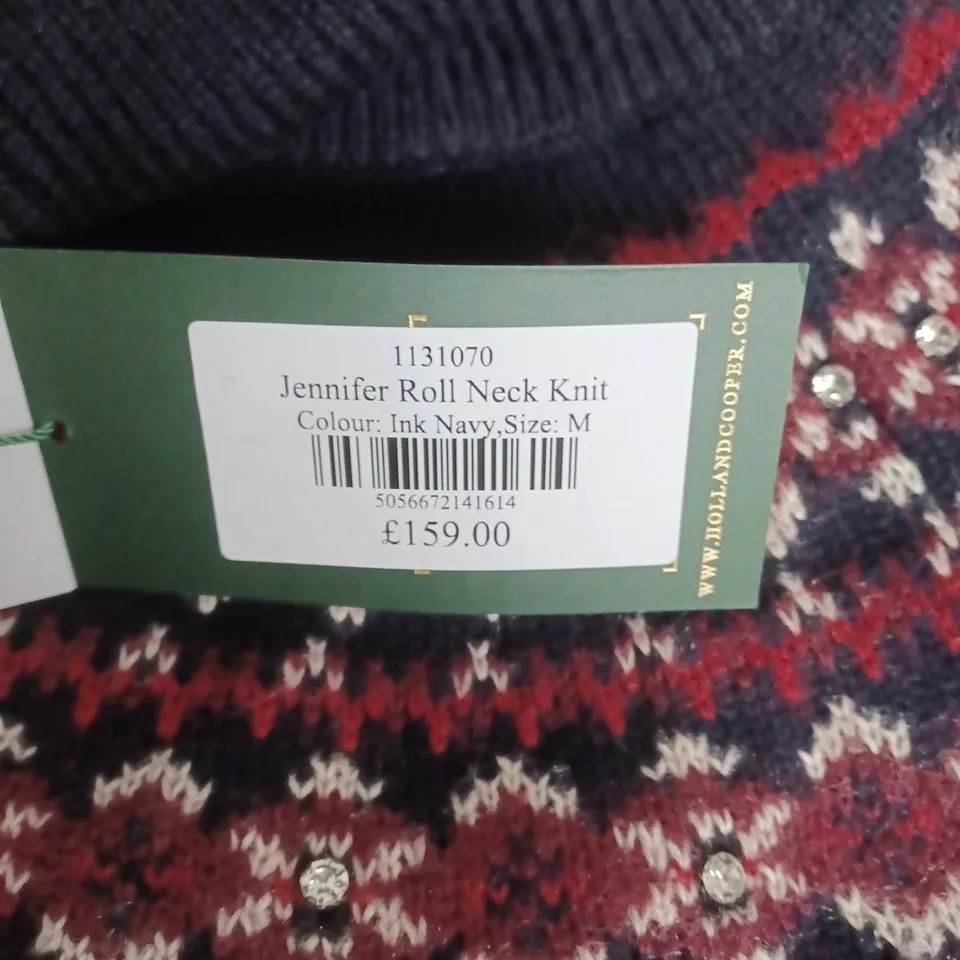 1131070
Jennifer Roll Neck Knit
Colour: Ink Navy,Size: M
5056672141614
£159.00
WWW.HOLLANDCOOPER.COM